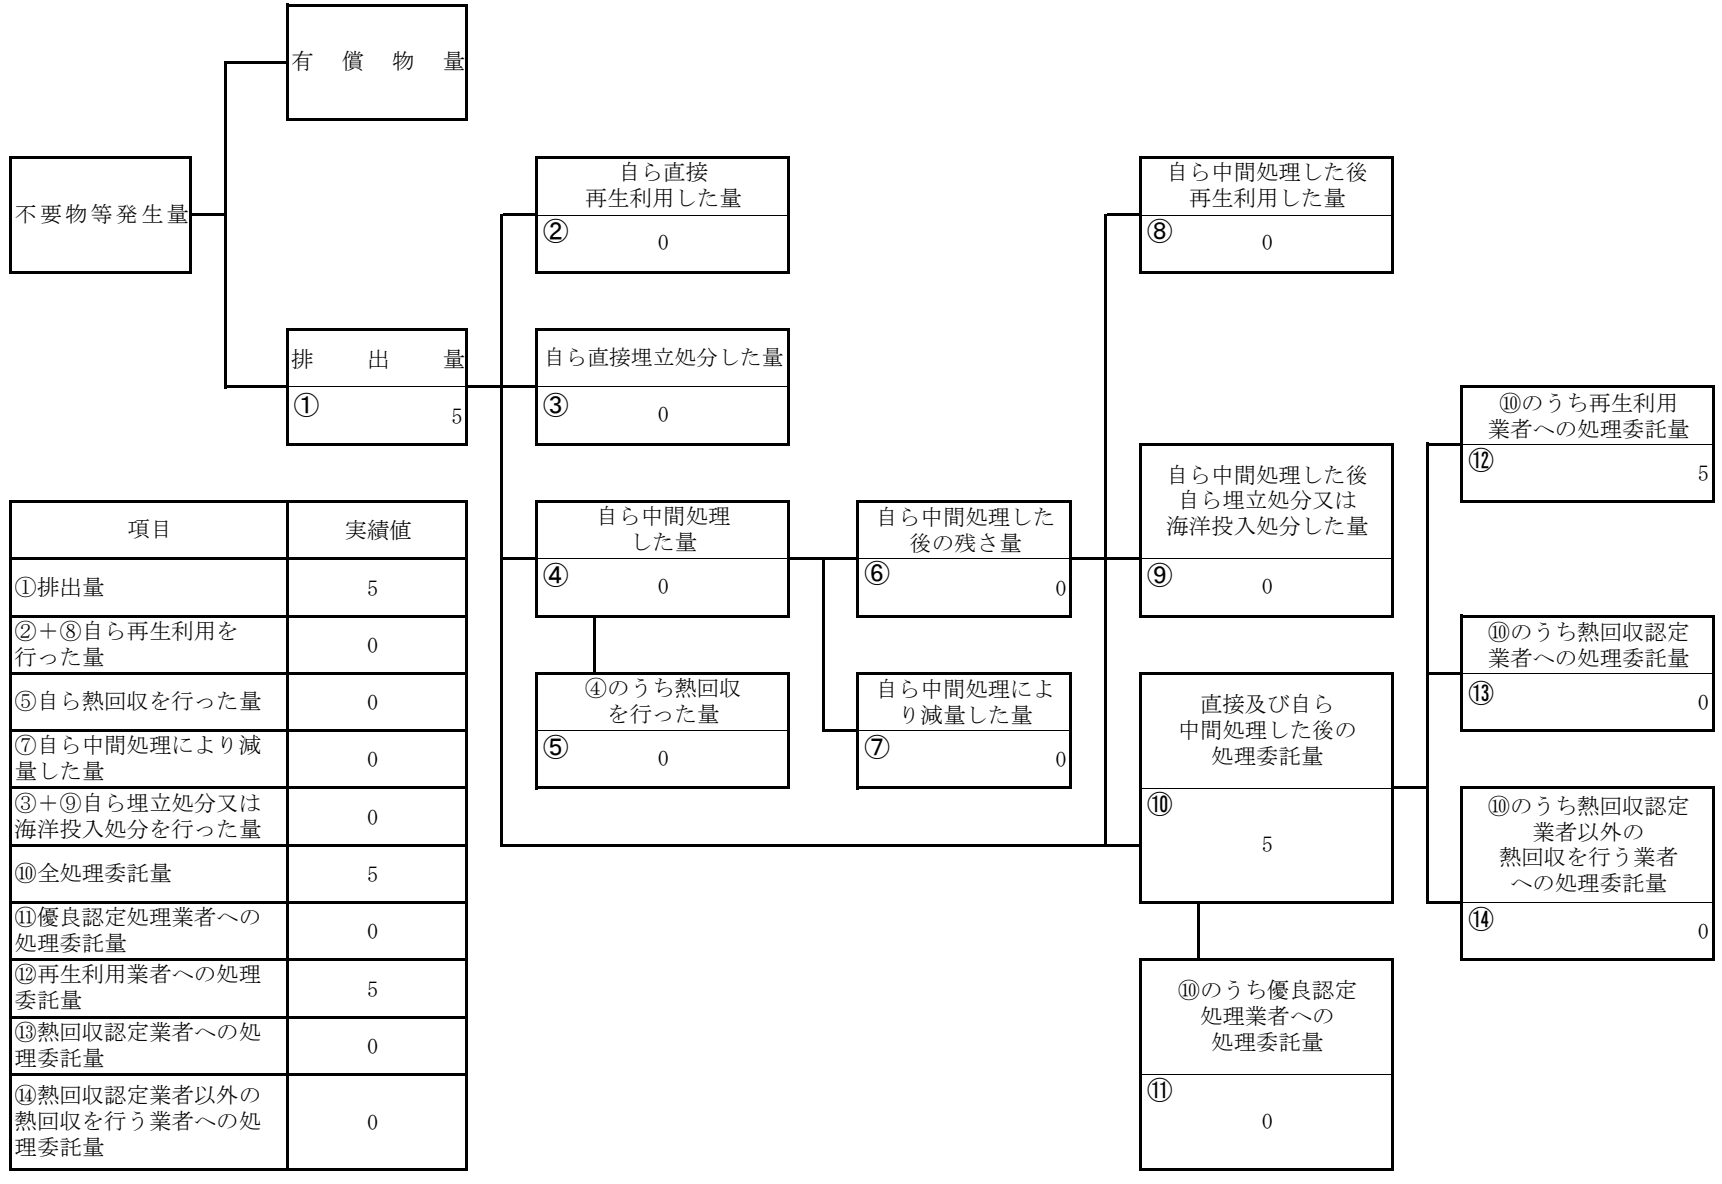 有償物量
不要物等発生量
自ら直接
再生利用した量
②
0
自ら中間処理した後
再生利用した量
⑧
0
排出量
①
5
自ら直接埋立処分した量
③
0
⑩のうち再生利用
業者への処理委託量
⑫
5
自ら中間処理
した量
④
0
自ら中間処理した
後の残さ量
⑥
0
自ら中間処理した後
自ら埋立処分又は
海洋投入処分した量
⑨
0
⑩のうち熱回収認定
業者への処理委託量
⑬
0
④のうち熱回収
を行った量
⑤
0
自ら中間処理によ
り減量した量
⑦
0
直接及び自ら
中間処理した後の
処理委託量
⑩
5
⑩のうち熱回収認定
業者以外の
熱回収を行う業者
への処理委託量
⑭
0
⑩のうち優良認定
処理業者への
処理委託量
⑪
0
項目 実績値
①排出量 5
②＋⑧自ら再生利用を
行った量 0
⑤自ら熱回収を行った量 0
⑦自ら中間処理により減
量した量 0
③＋⑨自ら埋立処分又は
海洋投入処分を行った量 0
⑩全処理委託量 5
⑪優良認定処理業者への
処理委託量 0
⑫再生利用業者への処理
委託量 5
⑬熱回収認定業者への処
理委託量 0
⑭熱回収認定業者以外の
熱回収を行う業者への処
理委託量 0